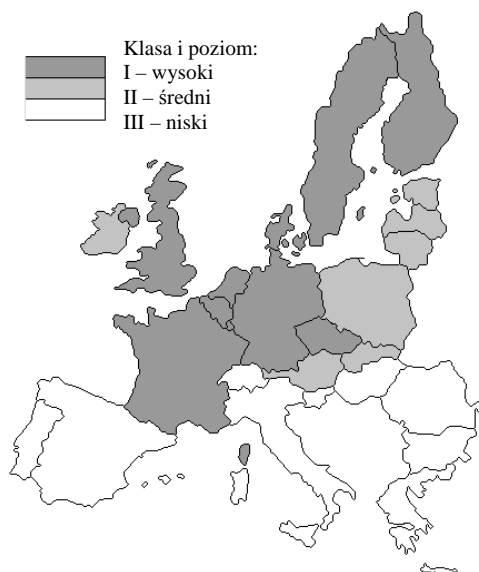 Klasa i poziom:
I – wysoki
II – średni
III – niski